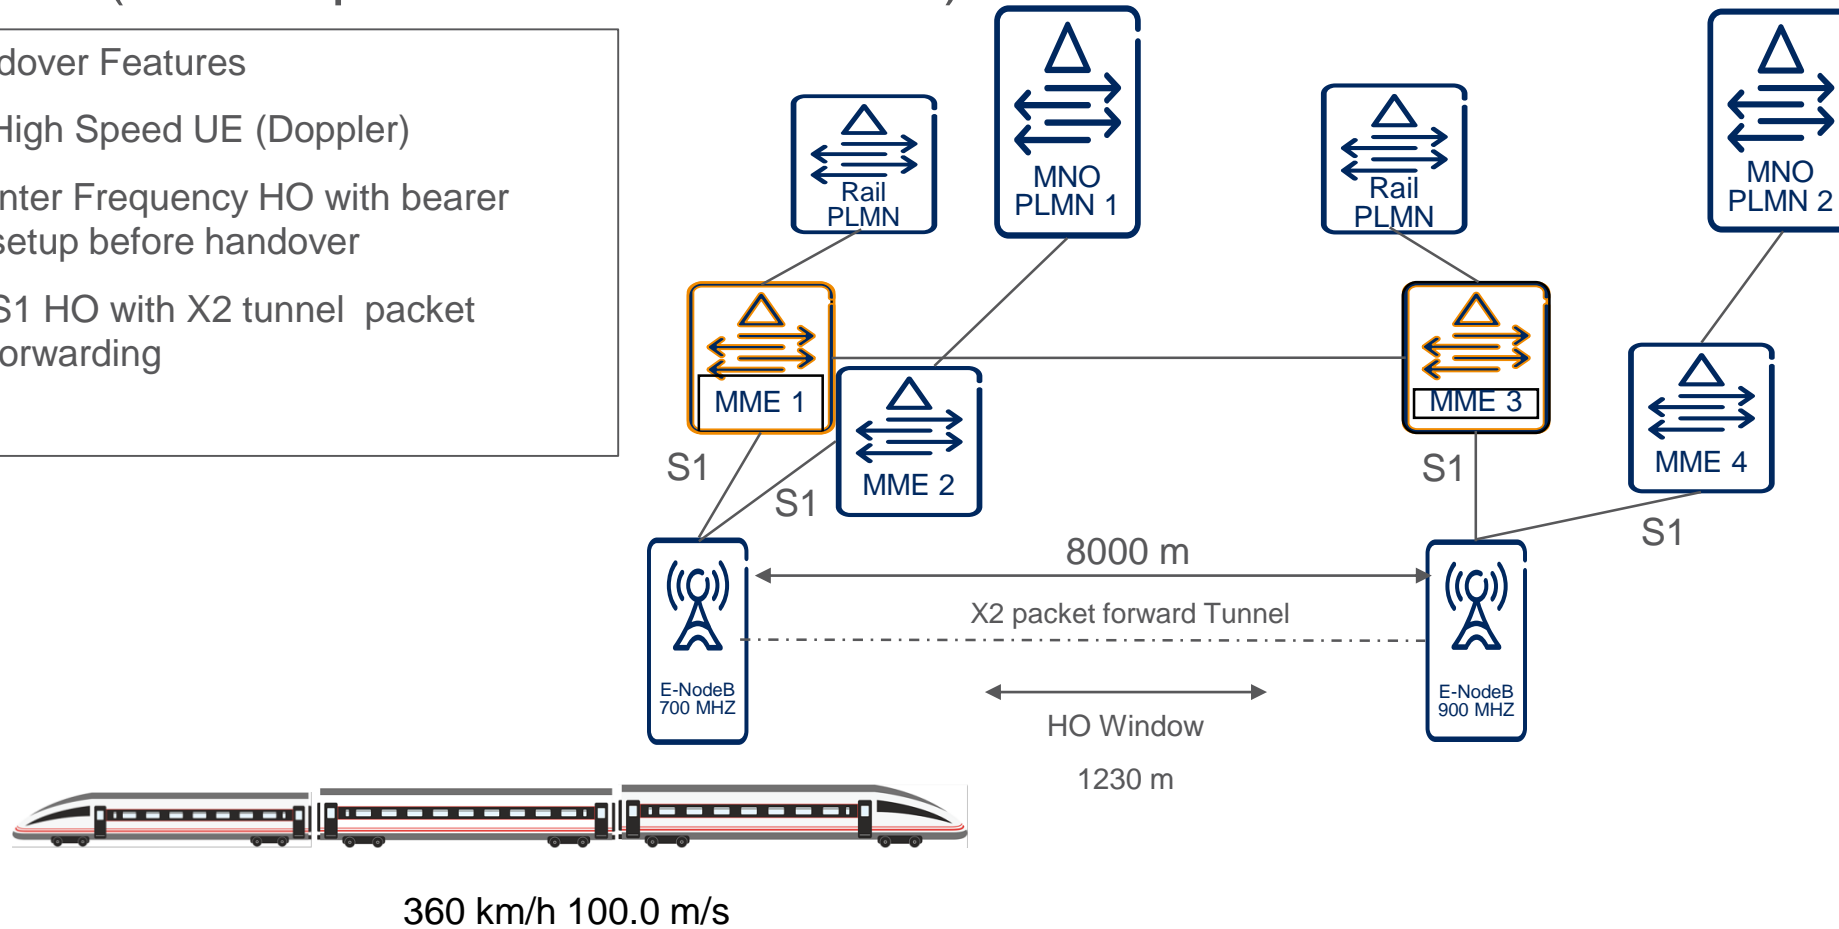 dover Features
High Speed UE (Doppler)
nter Frequency HO with bearer
setup before handover
S1 HO with X2 tunnel packet
orwarding
Rail
PLMN
MNO
PLMN 1
Rail
PLMN
MNO
PLMN 2
MME 1
MME 2
MME 3
MME 4
S1
S1
S1
S1
8000 m
X2 packet forward Tunnel
E-NodeB
700 MHZ
E-NodeB
900 MHZ
HO Window
1230 m
360 km/h 100.0 m/s